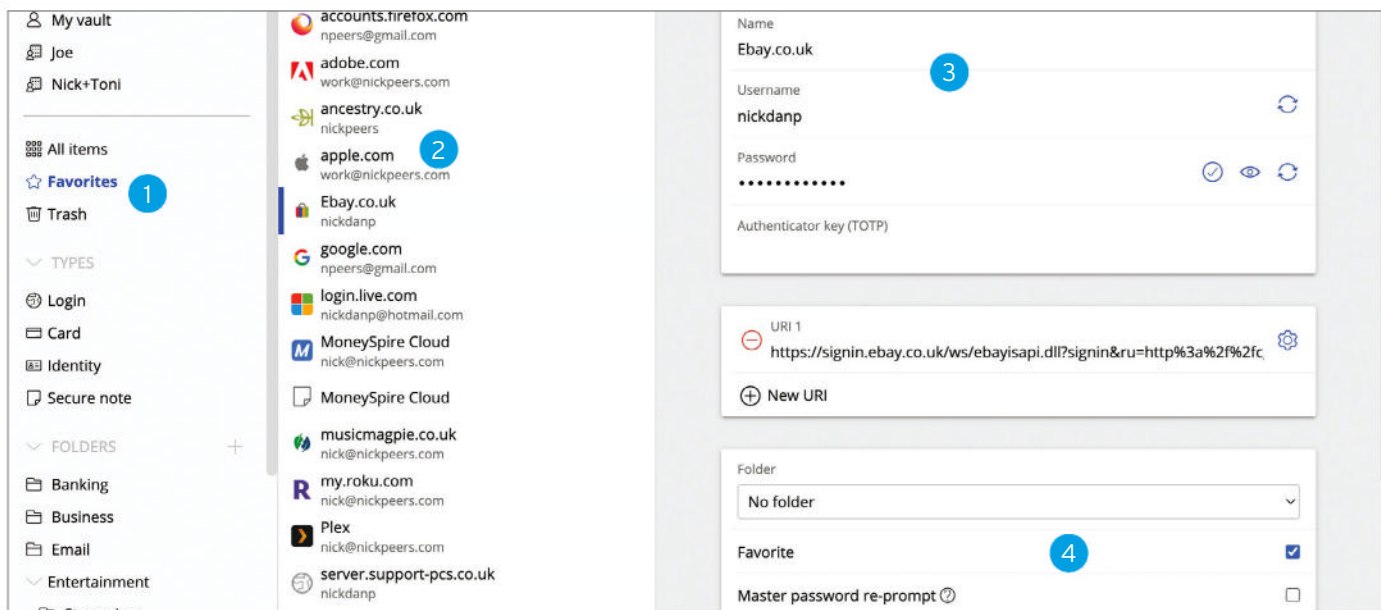 My vault
Joe
Nick+Toni
All items
Favorites
1
Trash
TYPES
Login
Card
Identity
Secure note
FOLDERS
Banking
Business
Email
Entertainment
accounts.firefox.com
npeers@gmail.com
adobe.com
work@nickpeers.com
ancestry.co.uk
nickpeers
2
apple.com
work@nickpeers.com
Ebay.co.uk
nickdanp
google.com
npeers@gmail.com
login.live.com
nickdanp@hotmail.com
MoneySpire Cloud
nick@nickpeers.com
MoneySpire Cloud
musicmagpie.co.uk
nick@nickpeers.com
my.roku.com
nick@nickpeers.com
Plex
nick@nickpeers.com
server.support-pcs.co.uk
nickdanp
Name
Ebay.co.uk
3
Username
nickdanp
Password
••••••••••••
Authenticator key (TOTP)
URI 1
https://signin.ebay.co.uk/ws/ebayisapi.dll?signin&ru=http%3a%2f%2fc
New URI
Folder
No folder
Favorite
4
Master password re-prompt